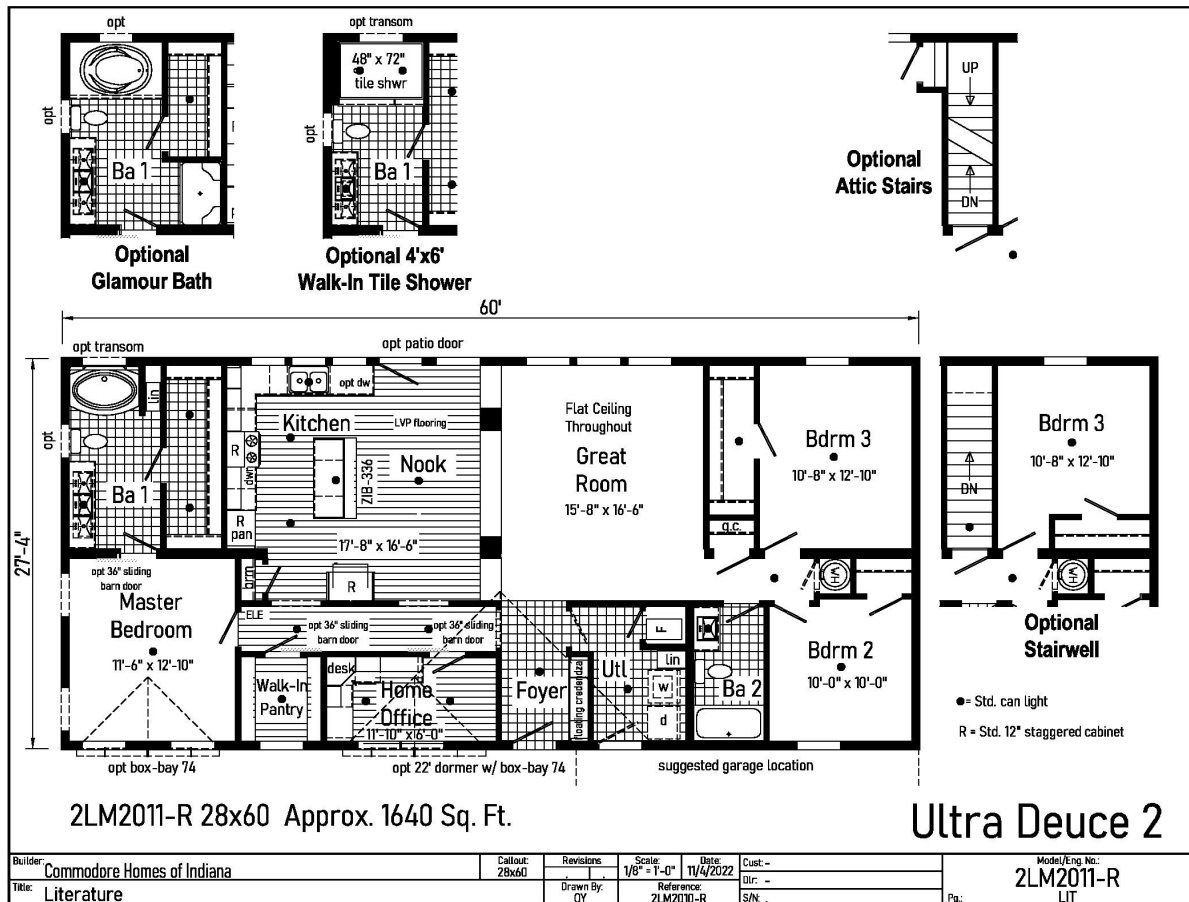 opt
opt
Ba 1
Optional
Glamour Bath
opt transom
48" x 72"
tile shwr
opt
Ba 1
Optional 4'x6'
Walk-In Tile Shower
UP
DN
Optional
Attic Stairs
60'
27'-4"
opt transom
opt
lin
Ba 1
opt 36" sliding
barn door
Master
Bedroom
11'-6" x 12'-10"
opt box-bay 74
opt patio door
opt dw
Kitchen
LVP flooring
R
dwn
ZIB-336
Nook
R
pan
17'-8" x 16'-6"
R
ELE
opt 36" sliding
barn door
opt 36" sliding
barn door
Walk-In
Pantry
desk
Home
Office
11'-10"x6'-0"
opt 22' dormer w/ box-bay 74
Flat Ceiling
Throughout
Great
Room
15'-8" x 16'-6"
Foyer
floating credendza
Utl
F
lin
w
d
Ba 2
g.c.
Bdrm 3
10'-8" x 12'-10"
WH
Bdrm 2
10'-0" x 10'-0"
suggested garage location
DN
Bdrm 3
10'-8" x 12'-10"
WH
Optional
Stairwell
= Std. can light
R = Std. 12" staggered cabinet
2LM2011-R 28x60 Approx. 1640 Sq. Ft.
Ultra Deuce 2
Builder: Commodore Homes of Indiana
Title: Literature
Callout:
28x60
Revisions
Scale:
1/8" = 1'-0"
Date:
11/4/2022
Drawn By:
QY
Reference:
2LM2010-R
Cust: -
Dlr: -
S/N: .
Model/Eng. No.:
2LM2011-R
Pg.: LIT